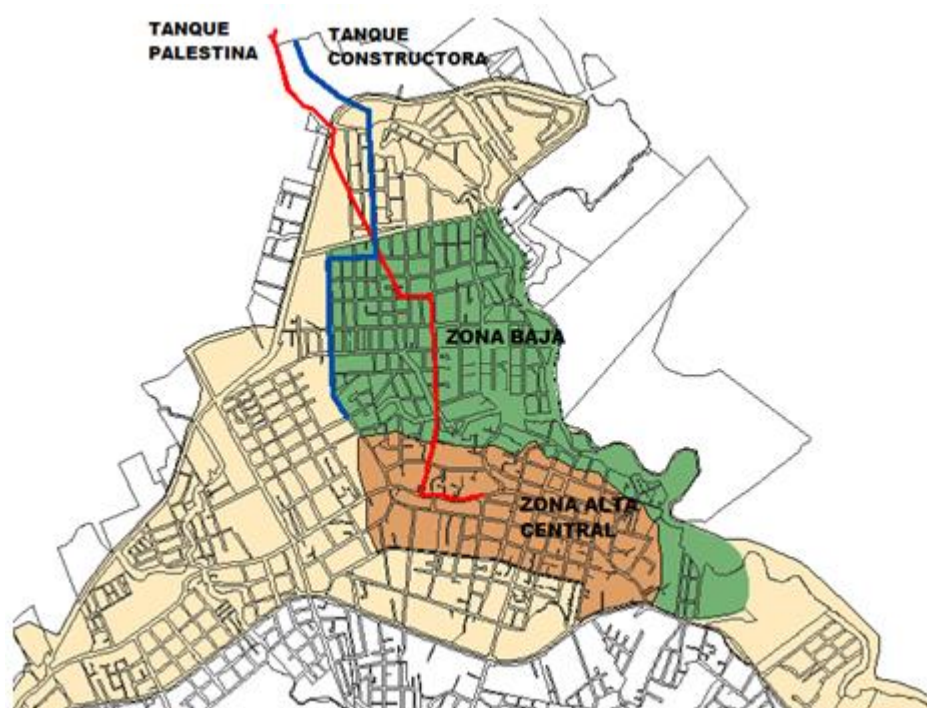 TANQUE
PALESTINA
TANQUE
CONSTRUCTORA
ZONA BAJA
ZONA ALTA
CENTRAL